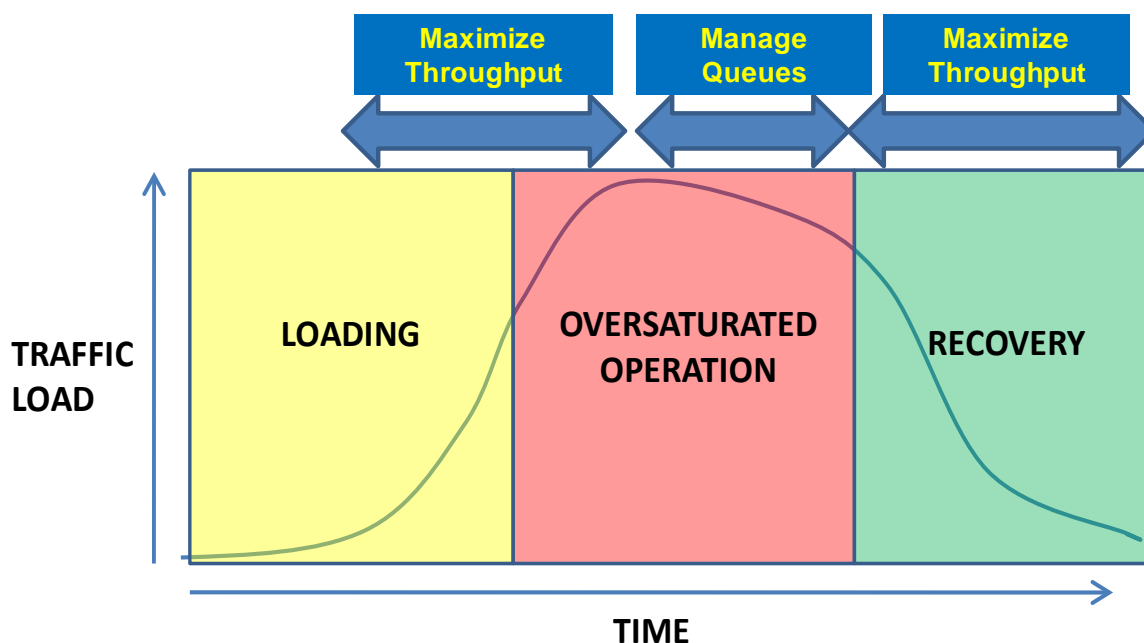 Maximize
Throughput
Manage
Queues
Maximize
Throughput
TRAFFIC
LOAD
LOADING
OVERSATURATED
OPERATION
RECOVERY
TIME